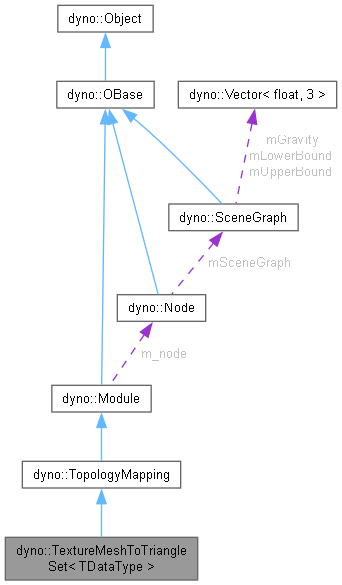 dyno::Object
dyno::OBase
dyno::Vector< float, 3 >
mGravity
mLowerBound
mUpperBound
dyno::SceneGraph
mSceneGraph
dyno::Node
m_node
dyno::Module
dyno::TopologyMapping
dyno::TextureMeshToTriangle
Set< TDataType >